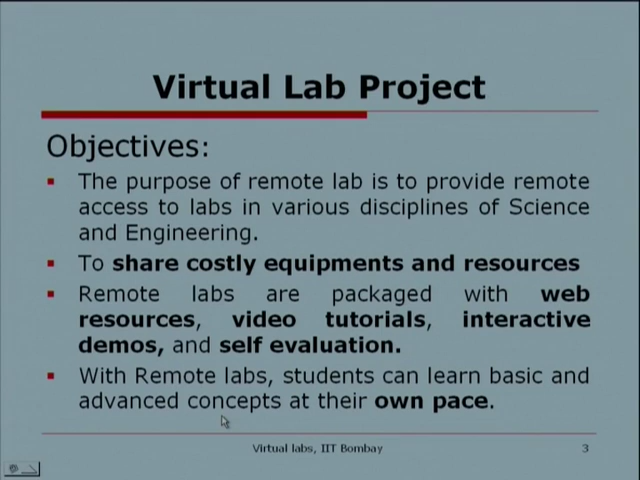 Virtual Lab Project
Objectives:
The purpose of remote lab is to provide remote
access to labs in various disciplines of Science
and Engineering.
To share costly equipments and resources
Remote labs are packaged with web
resources, video tutorials, interactive
demos, and self evaluation.
With Remote labs, students can learn basic and
advanced concepts at their own pace.
Virtual labs, IIT Bombay
3